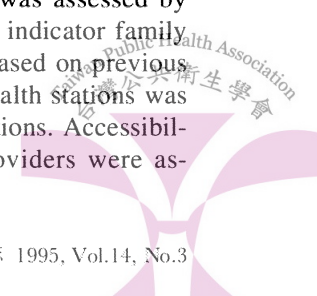 was assessed by
indicator family
ased on previous
alth stations was
ions. Accessibil-
oviders were as-
Taiwan Public Health Association
台灣公共衛生學會
1995, Vol.14, No.3